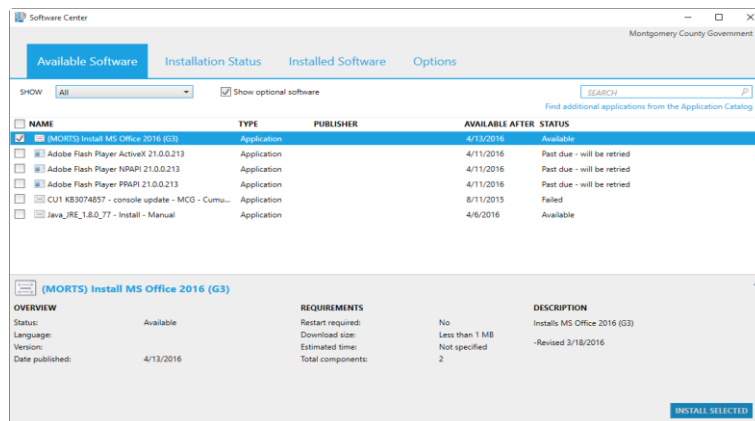 Software Center
Montgomery County Government
Available Software Installation Status Installed Software Options
SHOW All Show optional software SEARCH
Find additional applications from the Application Catalog
NAME TYPE PUBLISHER AVAILABLE AFTER STATUS
(MORTS) Install MS Office 2016 (G3) Application 4/13/2016 Available
Adobe Flash Player ActiveX 21.0.0.213 Application 4/11/2016 Past due - will be retried
Adobe Flash Player NPAPI 21.0.0.213 Application 4/11/2016 Past due - will be retried
Adobe Flash Player PPAPI 21.0.0.213 Application 4/11/2016 Past due - will be retried
CU1 KB3074857 - console update - MCG - Cumu... Application 8/11/2015 Failed
Java_JRE_1.8.0_77 - Install - Manual Application 4/6/2016 Available
(MORTS) Install MS Office 2016 (G3)
OVERVIEW REQUIREMENTS DESCRIPTION
Status: Available Restart required: No Installs MS Office 2016 (G3)
Language: Download size: Less than 1 MB
Version: Estimated time: Not specified -Revised 3/18/2016
Date published: 4/13/2016 Total components: 2
INSTALL SELECTED